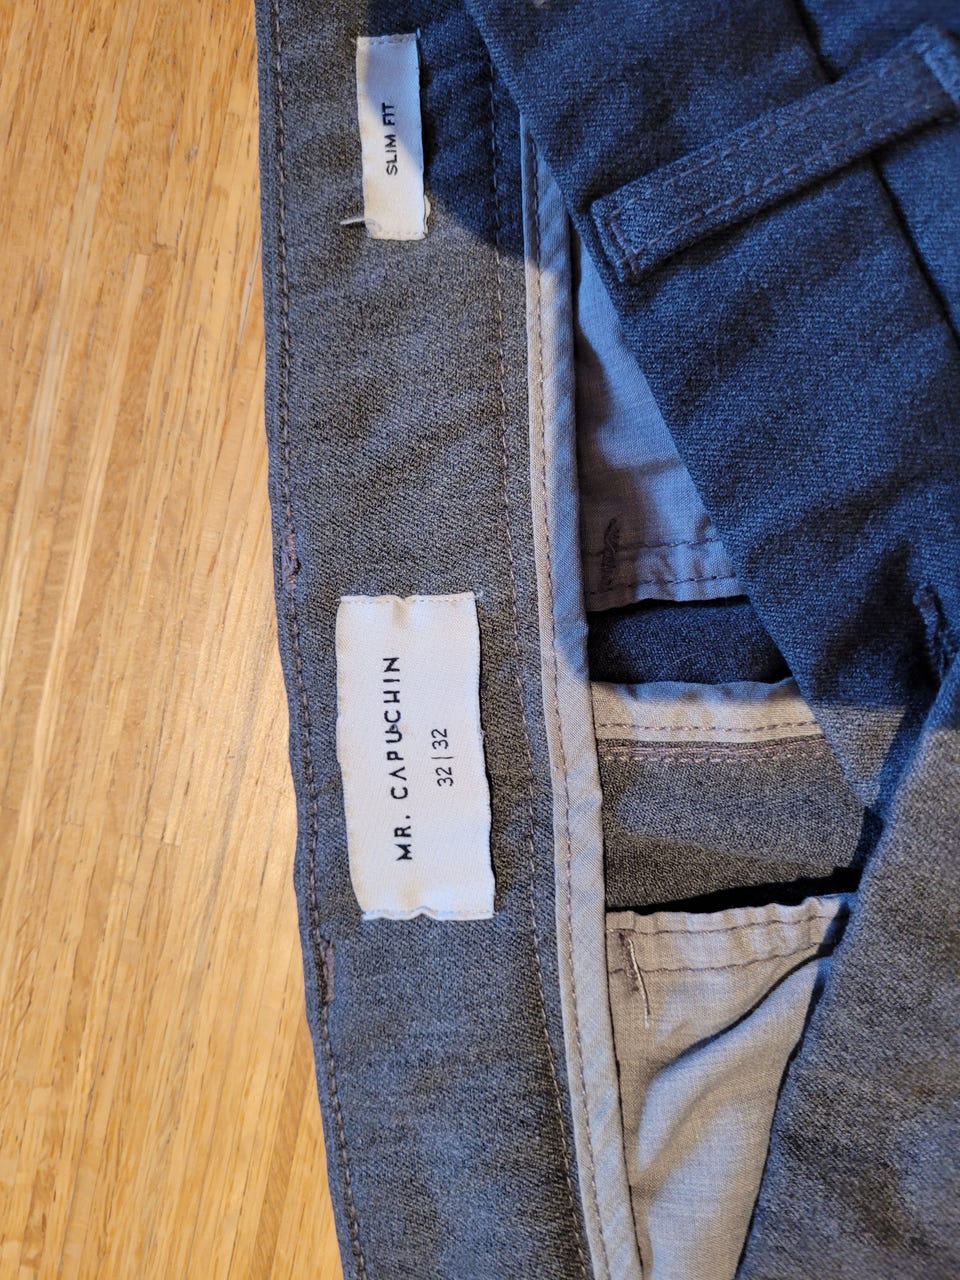 SLIM FIT
MR. CAPUCHIN
32 | 32